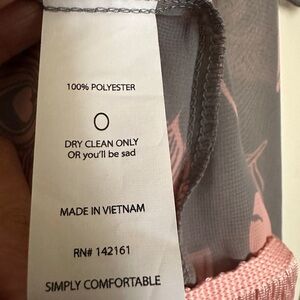 100% POLYESTER
DRY CLEAN ONLY
OR you'll be sad
MADE IN VIETNAM
RN# 142161
SIMPLY COMFORTABLE